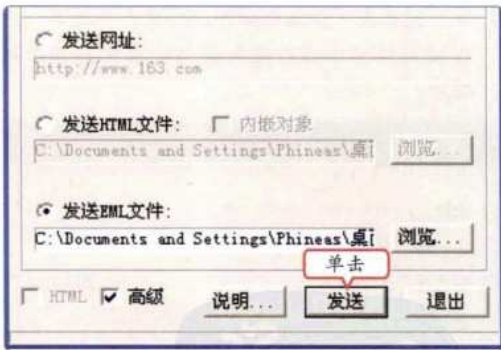 发送网址:
http://www.163.com
发送HTML文件: 内嵌对象
C:\Documents and Settings\Phineas\桌 浏览...
发送EML文件:
C:\Documents and Settings\Phineas\桌 浏览...
单击
HTML 高级 说明... 发送 退出